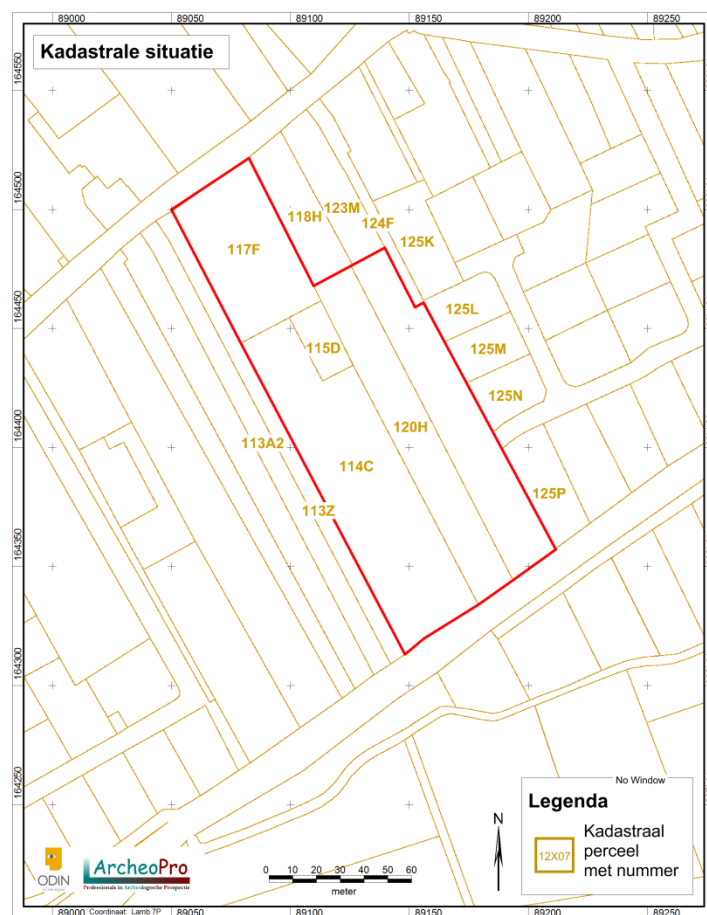 89000 89050 89100 89150 89200 89250
Kadastrale situatie
164550
164500
164450
164400
164350
164300
164250
118H
123M
124F
125K
117F
125L
115D
125M
125N
120H
113A2
114C
125P
113Z
No Window
Legenda
12X07
Kadastraal
perceel
met nummer
N
ODIN
ArcheoPro
Professionals in Archeologische Prospectie
0 10 20 30 40 50 60
meter
89000 Coordinaat: Lamb 7P 89050 89100 89150 89200 89250